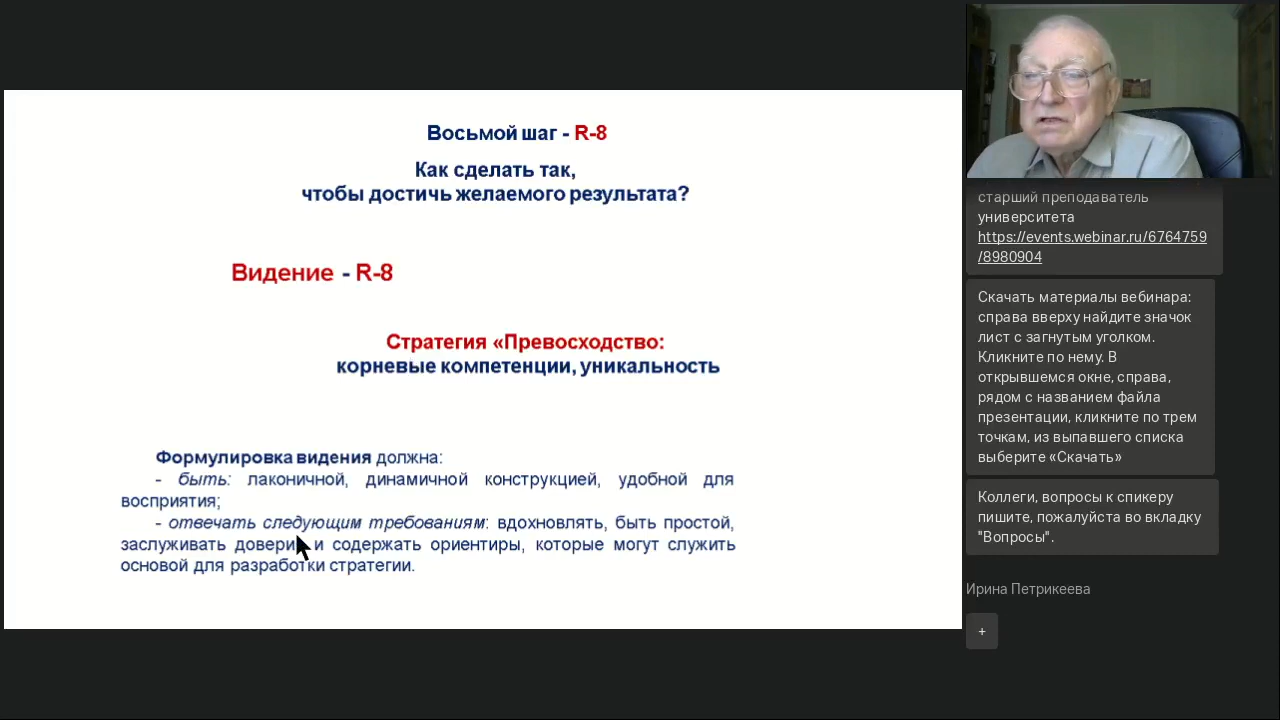 Восьмой шаг - R-8
Как сделать так,
чтобы достичь желаемого результата?
Видение - R-8
Стратегия «Превосходство:
корневые компетенции, уникальность
Формулировка видения должна:
- быть: лаконичной, динамичной конструкцией, удобной для
восприятия;
- отвечать следующим требованиям: вдохновлять, быть простой,
заслуживать доверие и содержать ориентиры, которые могут служить
основой для разработки стратегии.
старший преподаватель
университета
https://events.webinar.ru/6764759
/8980904
Скачать материалы вебинара:
справа вверху найдите значок
лист с загнутым уголком.
Кликните по нему. В
открывшемся окне, справа,
рядом с названием файла
презентации, кликните по трем
точкам, из выпавшего списка
выберите «Скачать»
Коллеги, вопросы к спикеру
пишите, пожалуйста во вкладку
"Вопросы".
Ирина Петрикеева
+